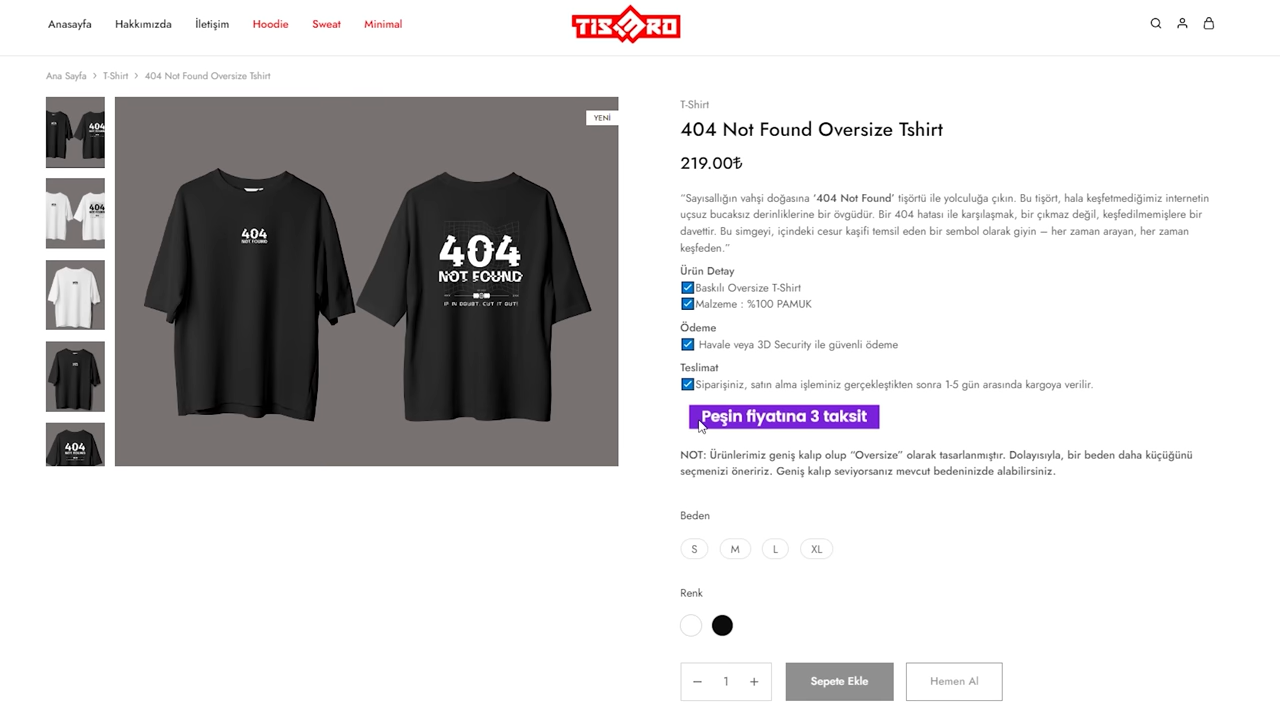 Anasayfa Hakkımızda İletişim Hoodie Sweat Minimal
TISERO
Ana Sayfa > T-Shirt > 404 Not Found Oversize Tshirt
YENİ
404
NOT FOUND
404
NOT FOUND
IF IN DOUBT, CUT IT OUT!
T-Shirt
404 Not Found Oversize Tshirt
219.00₺
“Sayısallığın vahşi doğasına ‘404 Not Found’ tişörtü ile yolculuğa çıkın. Bu tişört, hala keşfetmediğimiz internetin
uçsuz bucaksız derinliklerine bir övgüdür. Bir 404 hatası ile karşılaşmak, bir çıkmaz değil, keşfedilmemişlere bir
davettir. Bu simgeyi, içindeki cesur kaşifi temsil eden bir sembol olarak giyin – her zaman arayan, her zaman
keşfeden.”
Ürün Detay
Baskılı Oversize T-Shirt
Malzeme : %100 PAMUK
Ödeme
Havale veya 3D Security ile güvenli ödeme
Teslimat
Siparişiniz, satın alma işleminiz gerçekleştikten sonra 1-5 gün arasında kargoya verilir.
Peşin fiyatına 3 taksit
NOT: Ürünlerimiz geniş kalıp olup “Oversize” olarak tasarlanmıştır. Dolayısıyla, bir beden daha küçüğünü
seçmenizi öneririz. Geniş kalıp seviyorsanız mevcut bedeninizde alabilirsiniz.
Beden
S M L XL
Renk
− 1 + Sepete Ekle Hemen Al